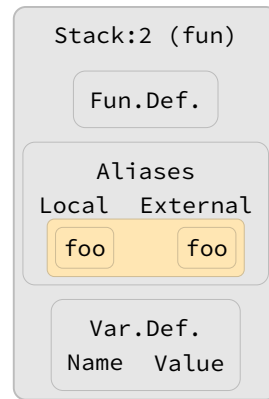 Stack:2 (fun)
Fun.Def.
Aliases
Local External
foo foo
Var.Def.
Name Value